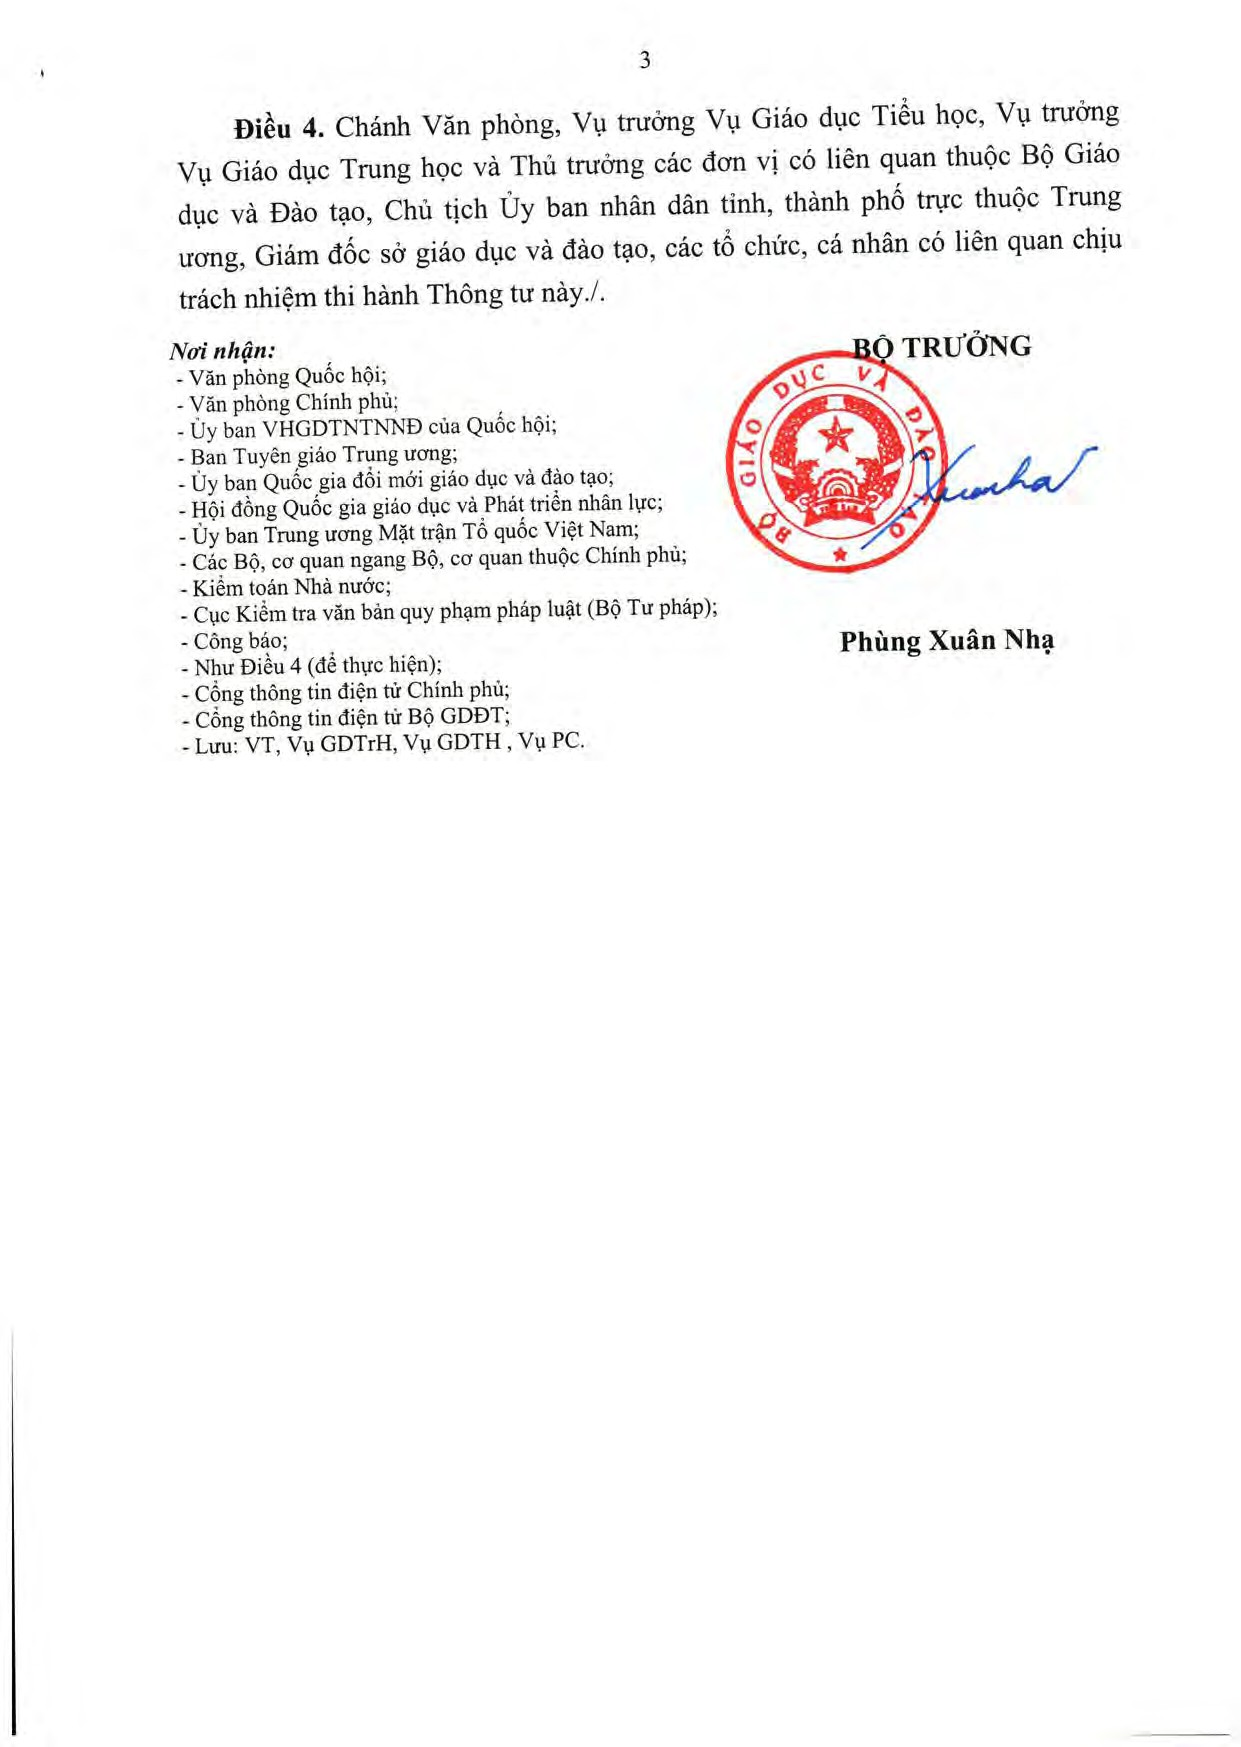 3
Điều 4. Chánh Văn phòng, Vụ trưởng Vụ Giáo dục Tiểu học, Vụ trưởng
Vụ Giáo dục Trung học và Thủ trưởng các đơn vị có liên quan thuộc Bộ Giáo
dục và Đào tạo, Chủ tịch Ủy ban nhân dân tỉnh, thành phố trực thuộc Trung
ương, Giám đốc sở giáo dục và đào tạo, các tổ chức, cá nhân có liên quan chịu
trách nhiệm thi hành Thông tư này./.
Nơi nhận:
- Văn phòng Quốc hội;
- Văn phòng Chính phủ;
- Ủy ban VHGDTNTNNĐ của Quốc hội;
- Ban Tuyên giáo Trung ương;
- Ủy ban Quốc gia đổi mới giáo dục và đào tạo;
- Hội đồng Quốc gia giáo dục và Phát triển nhân lực;
- Ủy ban Trung ương Mặt trận Tổ quốc Việt Nam;
- Các Bộ, cơ quan ngang Bộ, cơ quan thuộc Chính phủ;
- Kiểm toán Nhà nước;
- Cục Kiểm tra văn bản quy phạm pháp luật (Bộ Tư pháp);
- Công báo;
- Như Điều 4 (để thực hiện);
- Cổng thông tin điện tử Chính phủ;
- Cổng thông tin điện tử Bộ GDĐT;
- Lưu: VT, Vụ GDTrH, Vụ GDTH , Vụ PC.
BỘ TRƯỞNG
BỘ GIÁO DỤC VÀ ĐÀO TẠO
Phùng Xuân Nhạ